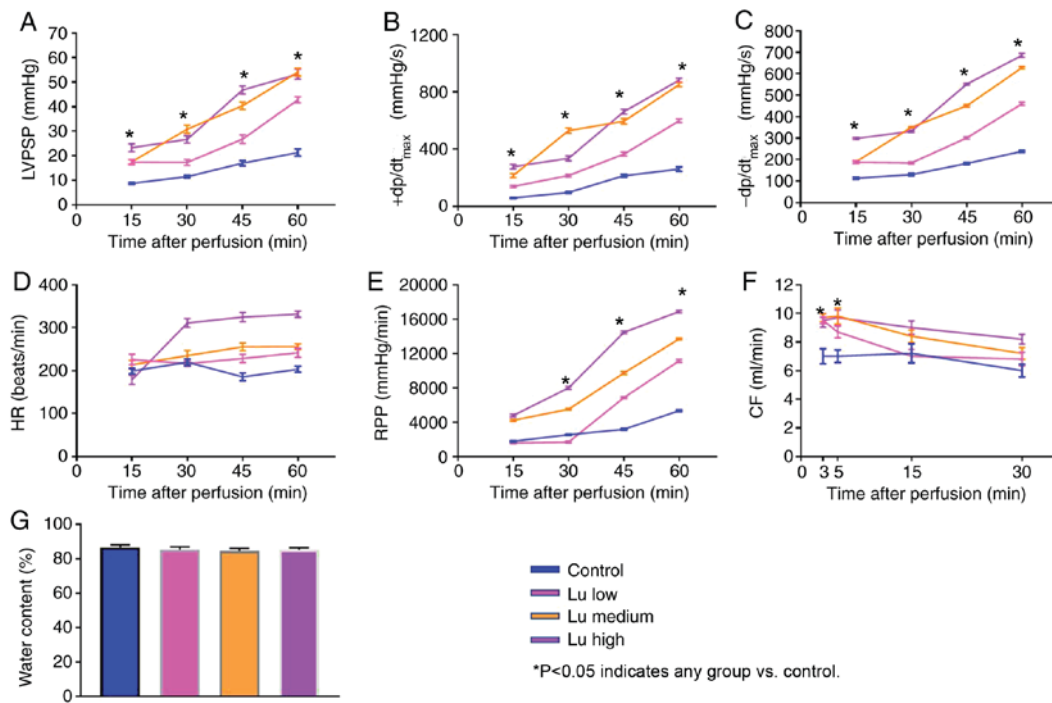 A
LVPSP (mmHg)
70
60
50
40
30
20
10
0
* * * *
0 15 30 45 60
Time after perfusion (min)
B
+dp/dtmax (mmHg/s)
1200
800
400
0
* * * *
0 15 30 45 60
Time after perfusion (min)
C
–dp/dtmax (mmHg/s)
800
700
600
500
400
300
200
100
0
* * * *
0 15 30 45 60
Time after perfusion (min)
D
HR (beats/min)
400
300
200
100
0
0 15 30 45 60
Time after perfusion (min)
E
RPP (mmHg/min)
20000
16000
12000
8000
4000
0
* * *
0 15 30 45 60
Time after perfusion (min)
F
CF (ml/min)
12
10
8
6
4
2
0
* *
0 3 5 15 30
Time after perfusion (min)
G
Water content (%)
100
80
60
40
20
0
Control
Lu low
Lu medium
Lu high
*P<0.05 indicates any group vs. control.